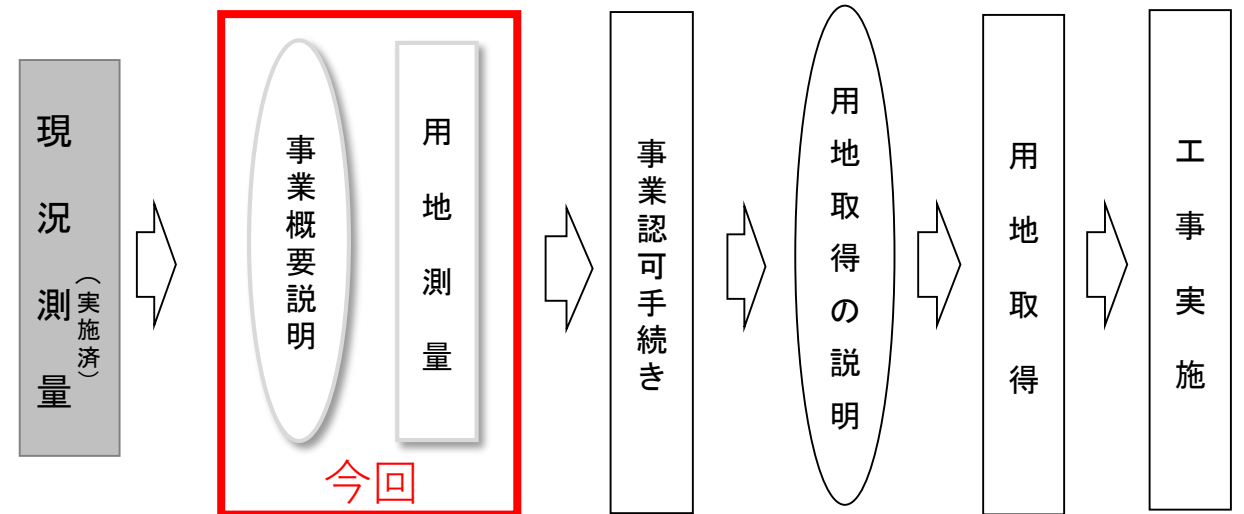 現況測量
（実施済）
事業概要説明
用地測量
今回
事業認可手続き
用地取得の説明
用地取得
工事実施